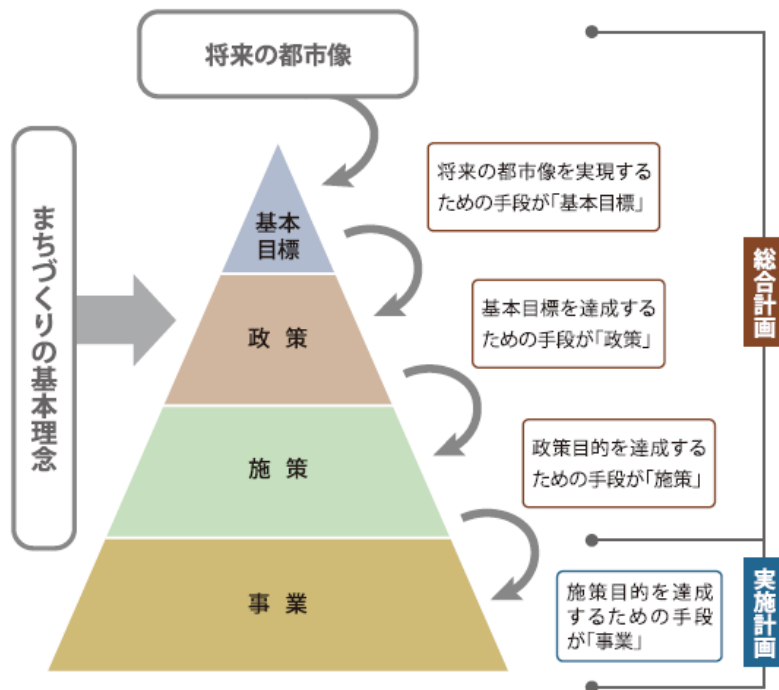 将来の都市像
まちづくりの基本理念
基本
目標
政策
施策
事業
将来の都市像を実現する
ための手段が「基本目標」
基本目標を達成する
ための手段が「政策」
政策目的を達成する
ための手段が「施策」
施策目的を達成
するための手段
が「事業」
総合計画
実施計画